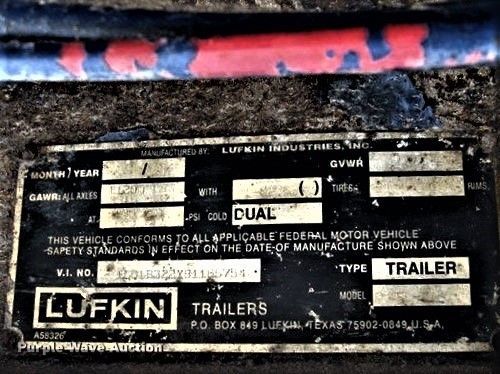 MANUFACTURED BY: LUFKIN INDUSTRIES, INC.
MONTH / YEAR / GVWR
GAWR: ALL AXLES WITH ( ) TIRES: RIMS
AT PSI COLD DUAL
THIS VEHICLE CONFORMS TO ALL APPLICABLE FEDERAL MOTOR VEHICLE
SAFETY STANDARDS IN EFFECT ON THE DATE OF MANUFACTURE SHOWN ABOVE
V.I. NO. TYPE TRAILER
MODEL
LUFKIN TRAILERS
P.O. BOX 849 LUFKIN, TEXAS 75902-0849 U.S.A.
A58326
Purple Wave Auction